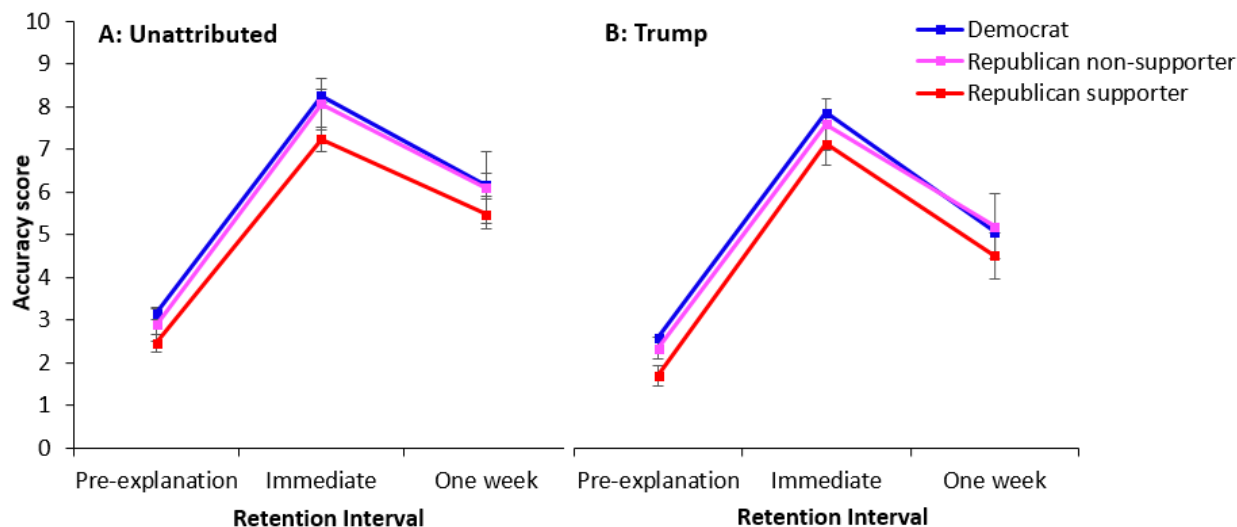 A: Unattributed
B: Trump
Democrat
Republican non-supporter
Republican supporter
Accuracy score
10
9
8
7
6
5
4
3
2
1
0
Pre-explanation Immediate One week
Retention Interval
Pre-explanation Immediate One week
Retention Interval